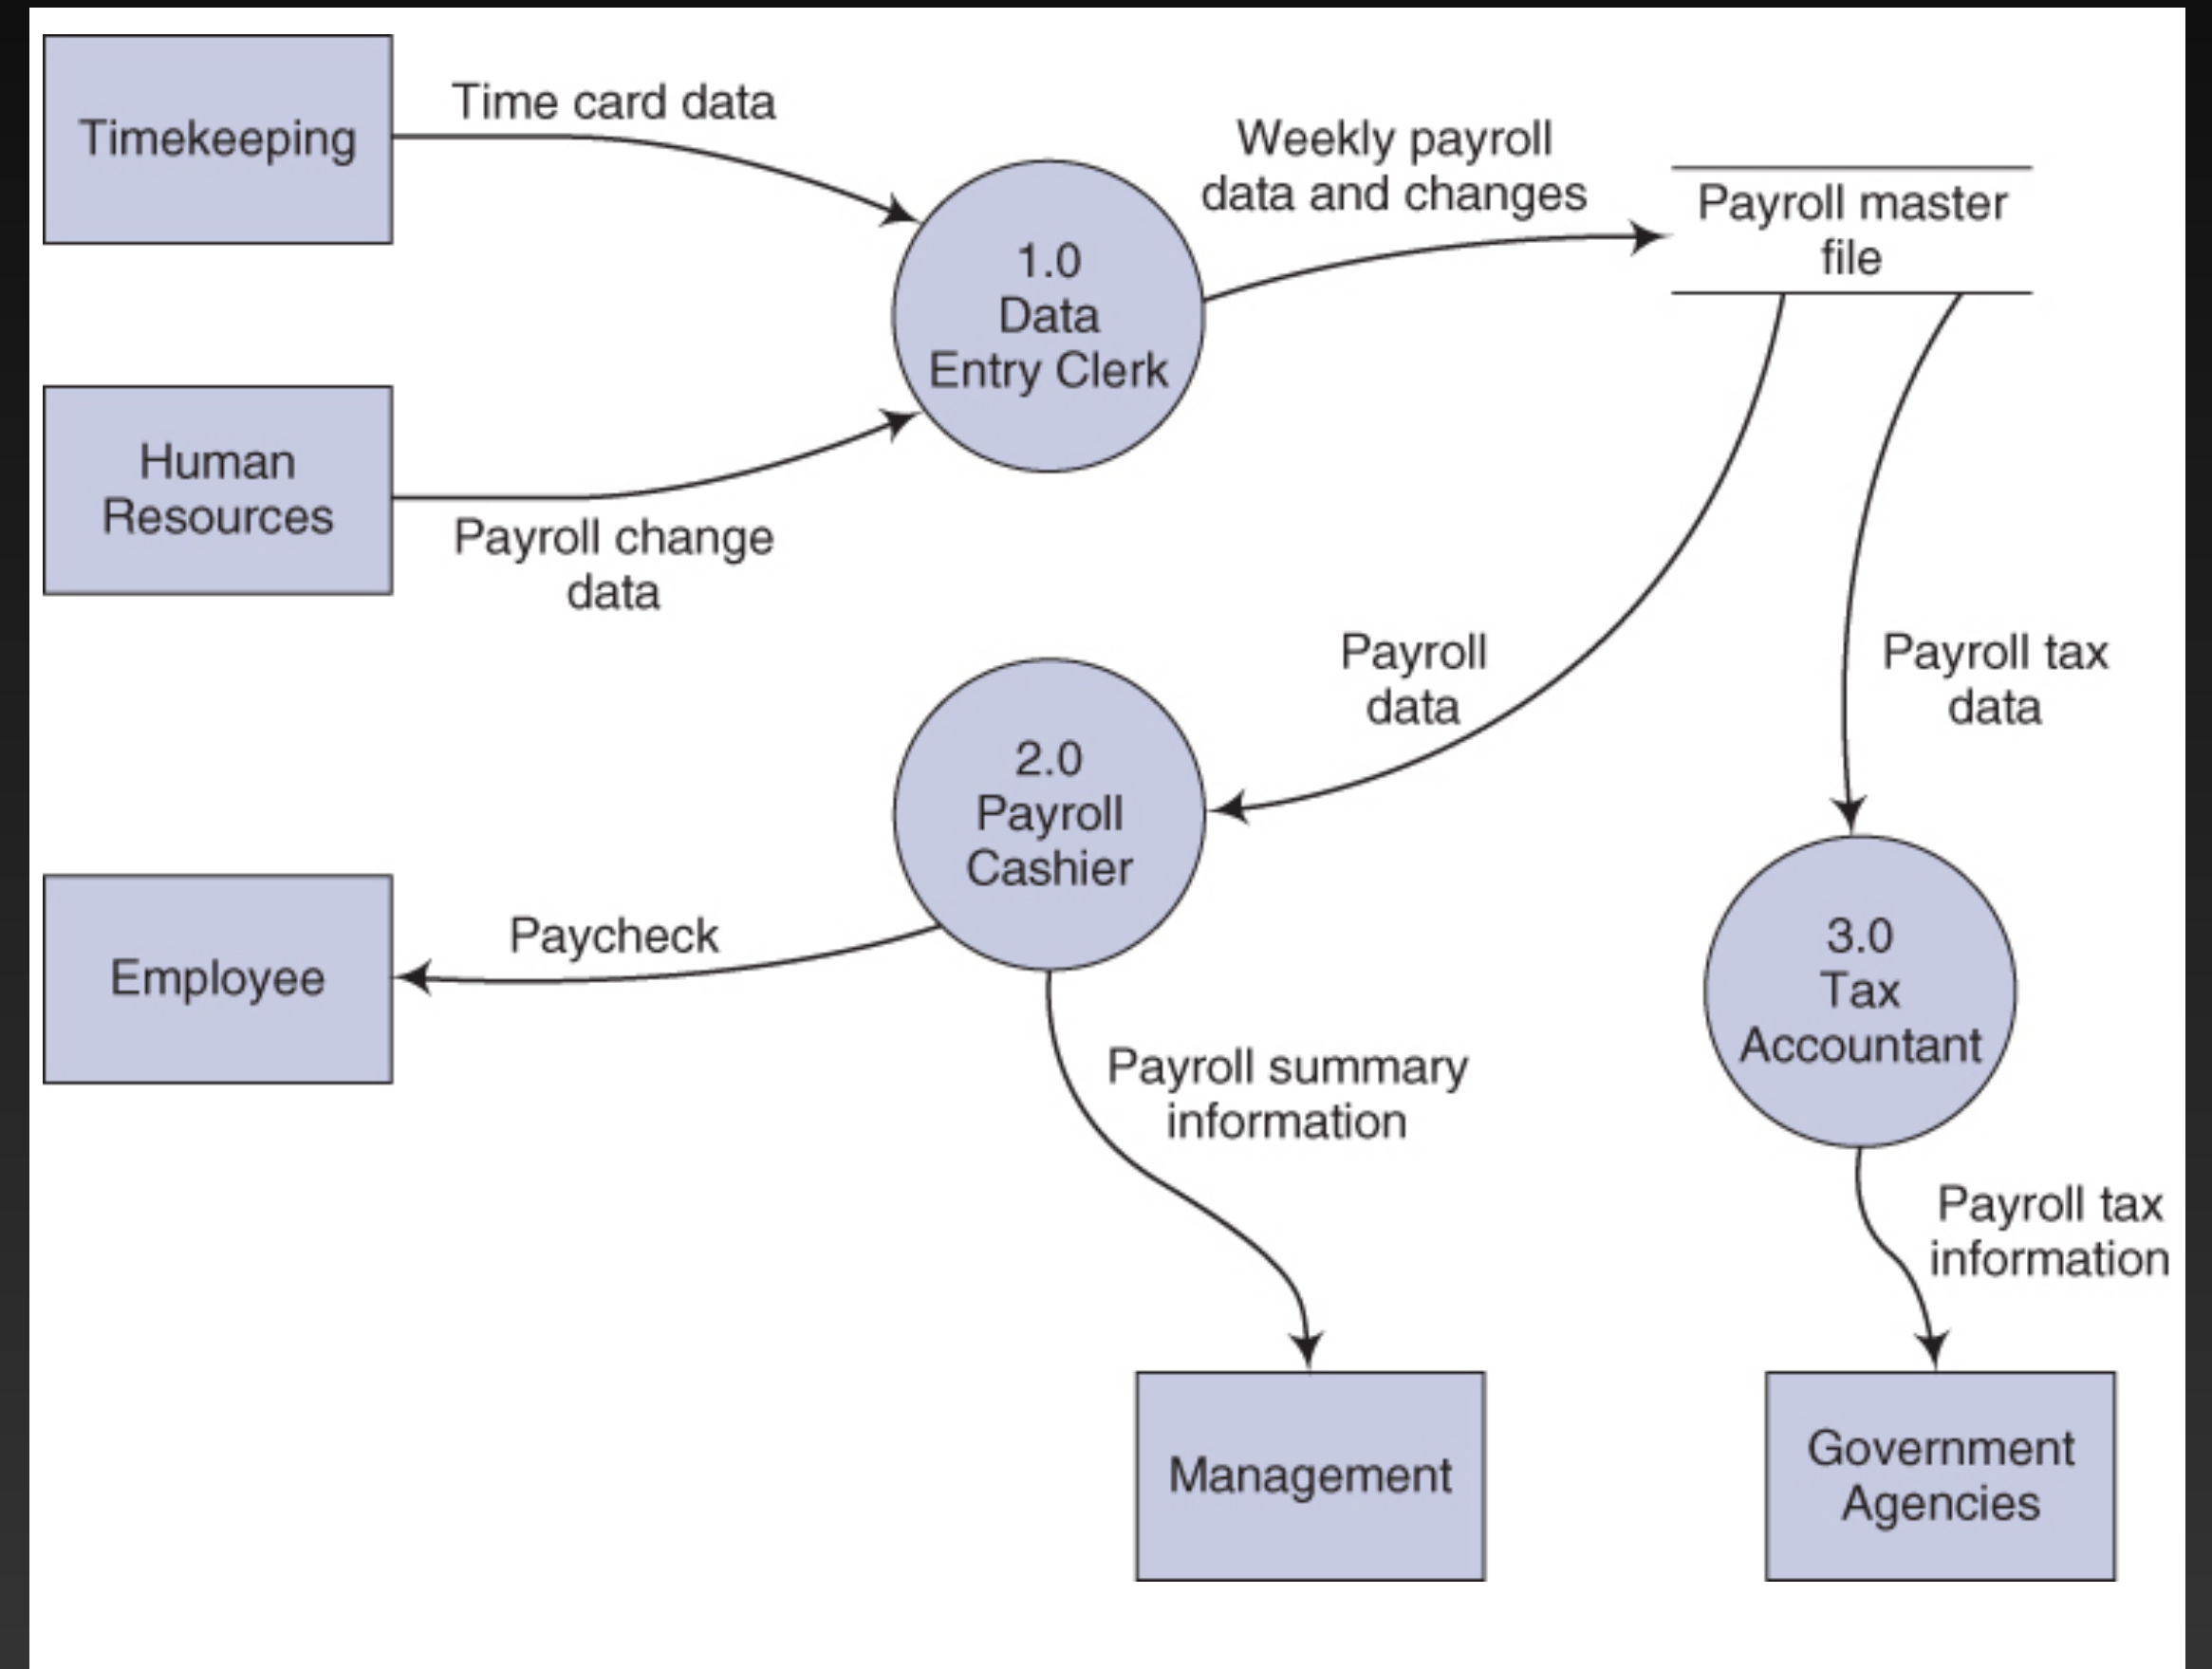 Timekeeping
Time card data
Weekly payroll
data and changes
Payroll master
file
1.0
Data
Entry Clerk
Human
Resources
Payroll change
data
Payroll
data
Payroll tax
data
2.0
Payroll
Cashier
Employee
Paycheck
3.0
Tax
Accountant
Payroll summary
information
Payroll tax
information
Management
Government
Agencies